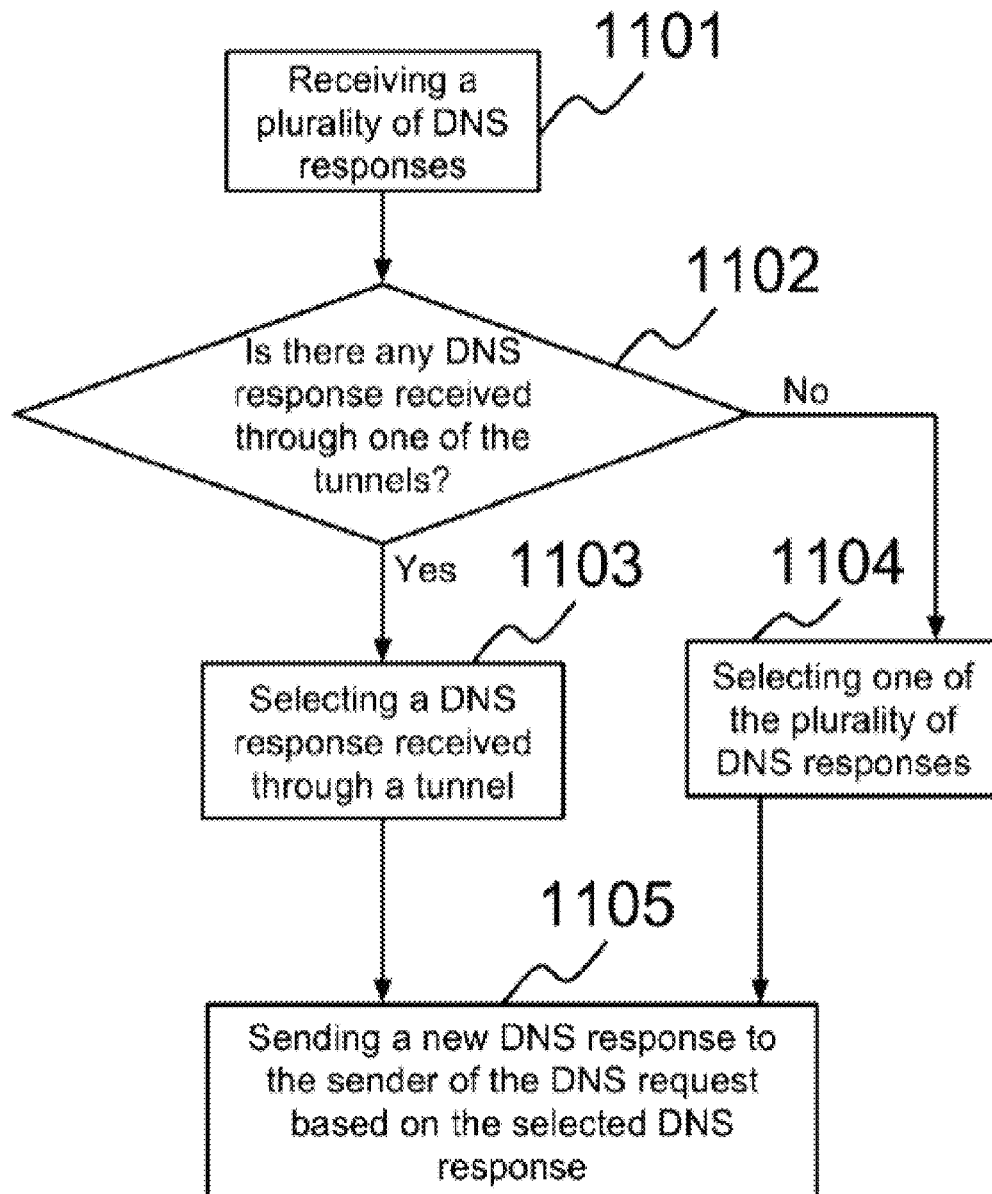 1101
Receiving a
plurality of DNS
responses
1102
Is there any DNS
response received
through one of the
tunnels?
No
Yes
1103
1104
Selecting a DNS
response received
through a tunnel
Selecting one of
the plurality of
DNS responses
1105
Sending a new DNS response to
the sender of the DNS request
based on the selected DNS
response